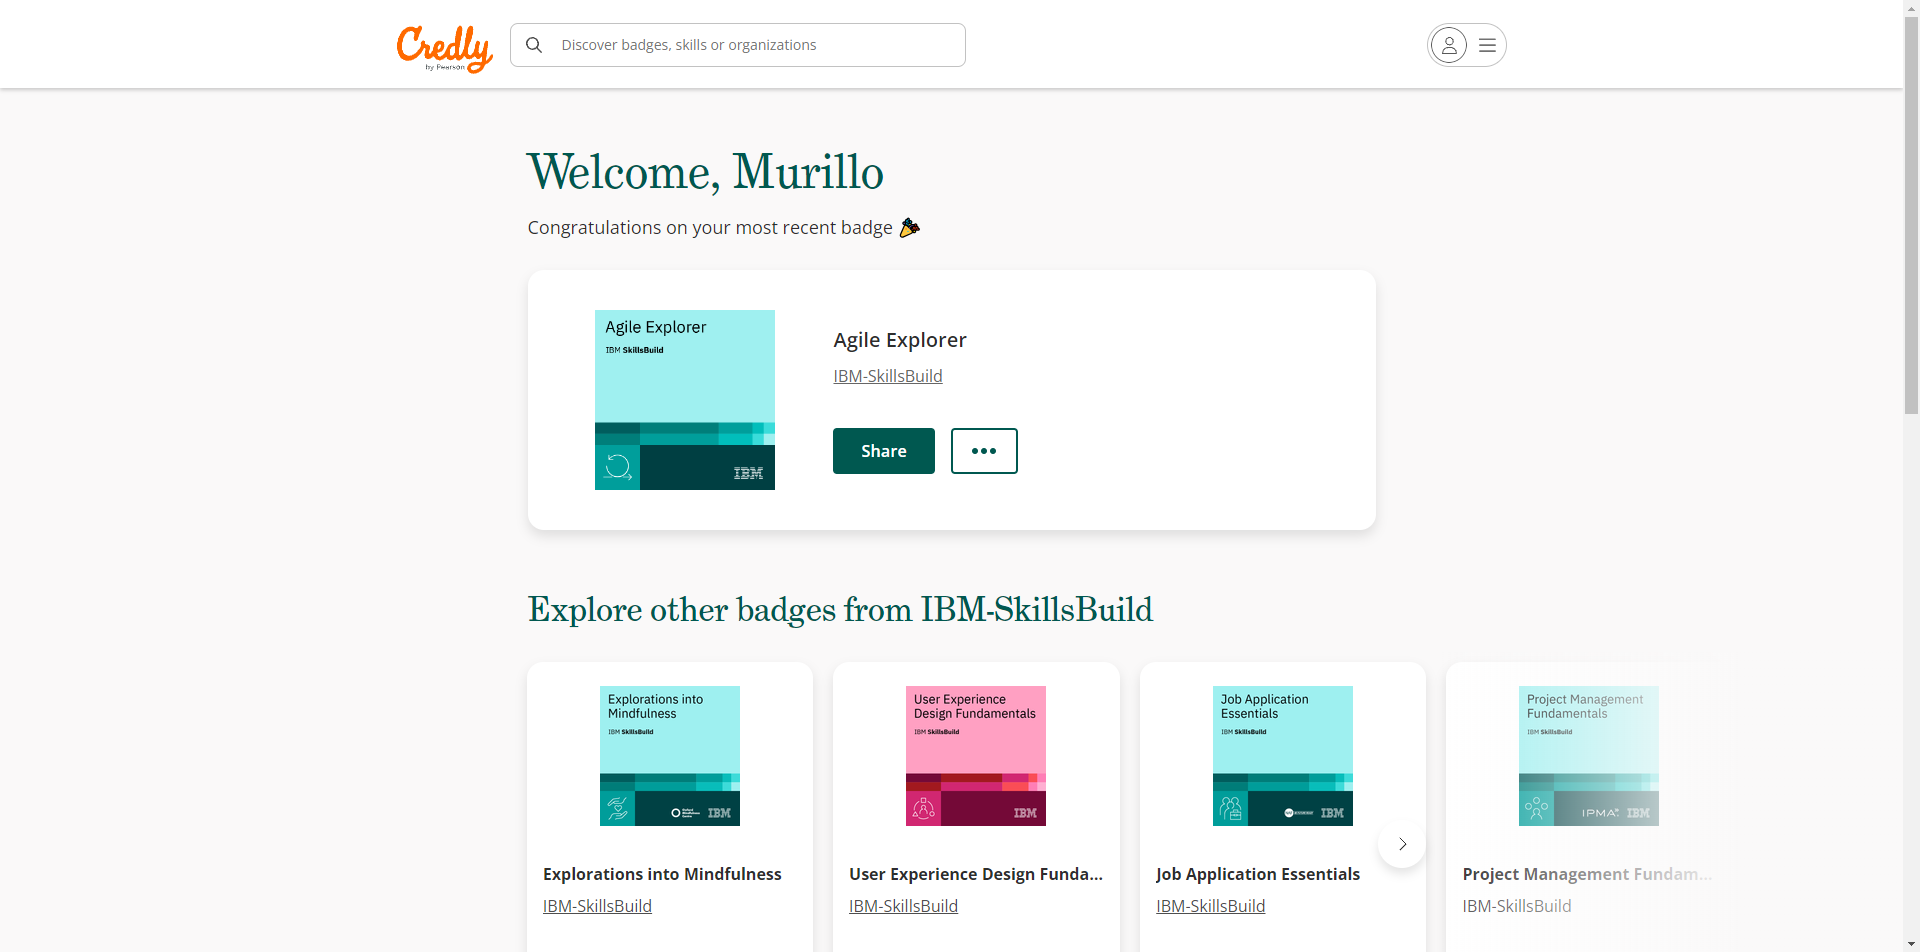 Credly
by Pearson
Discover badges, skills or organizations
Welcome, Murillo
Congratulations on your most recent badge
Agile Explorer
IBM SkillsBuild
IBM
Agile Explorer
IBM-SkillsBuild
Share
Explore other badges from IBM-SkillsBuild
Explorations into
Mindfulness
IBM SkillsBuild
IBM
Explorations into Mindfulness
IBM-SkillsBuild
User Experience
Design Fundamentals
IBM SkillsBuild
IBM
User Experience Design Funda...
IBM-SkillsBuild
Job Application
Essentials
IBM SkillsBuild
IBM
Job Application Essentials
IBM-SkillsBuild
Project Management
Fundamentals
IBM SkillsBuild
IPMA IBM
Project Management Fundam...
IBM-SkillsBuild